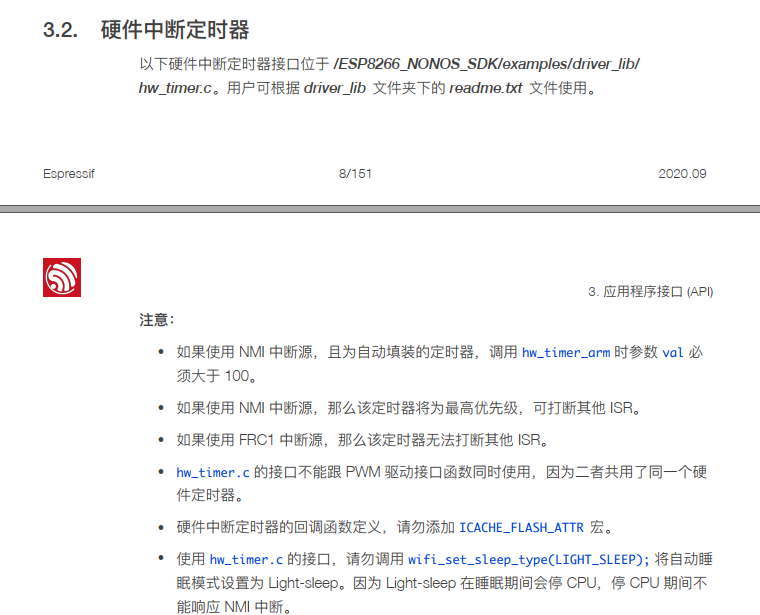 3.2. 硬件中断定时器
以下硬件中断定时器接口位于 /ESP8266_NONOS_SDK/examples/driver_lib/
hw_timer.c。用户可根据 driver_lib 文件夹下的 readme.txt 文件使用。
Espressif 8/151 2020.09
3. 应用程序接口 (API)
注意：
• 如果使用 NMI 中断源，且为自动填装的定时器，调用 hw_timer_arm 时参数 val 必
须大于 100。
• 如果使用 NMI 中断源，那么该定时器将为最高优先级，可打断其他 ISR。
• 如果使用 FRC1 中断源，那么该定时器无法打断其他 ISR。
• hw_timer.c 的接口不能跟 PWM 驱动接口函数同时使用，因为二者共用了同一个硬
件定时器。
• 硬件中断定时器的回调函数定义，请勿添加 ICACHE_FLASH_ATTR 宏。
• 使用 hw_timer.c 的接口，请勿调用 wifi_set_sleep_type(LIGHT_SLEEP); 将自动睡
眠模式设置为 Light-sleep。因为 Light-sleep 在睡眠期间会停 CPU，停 CPU 期间不
能响应 NMI 中断。